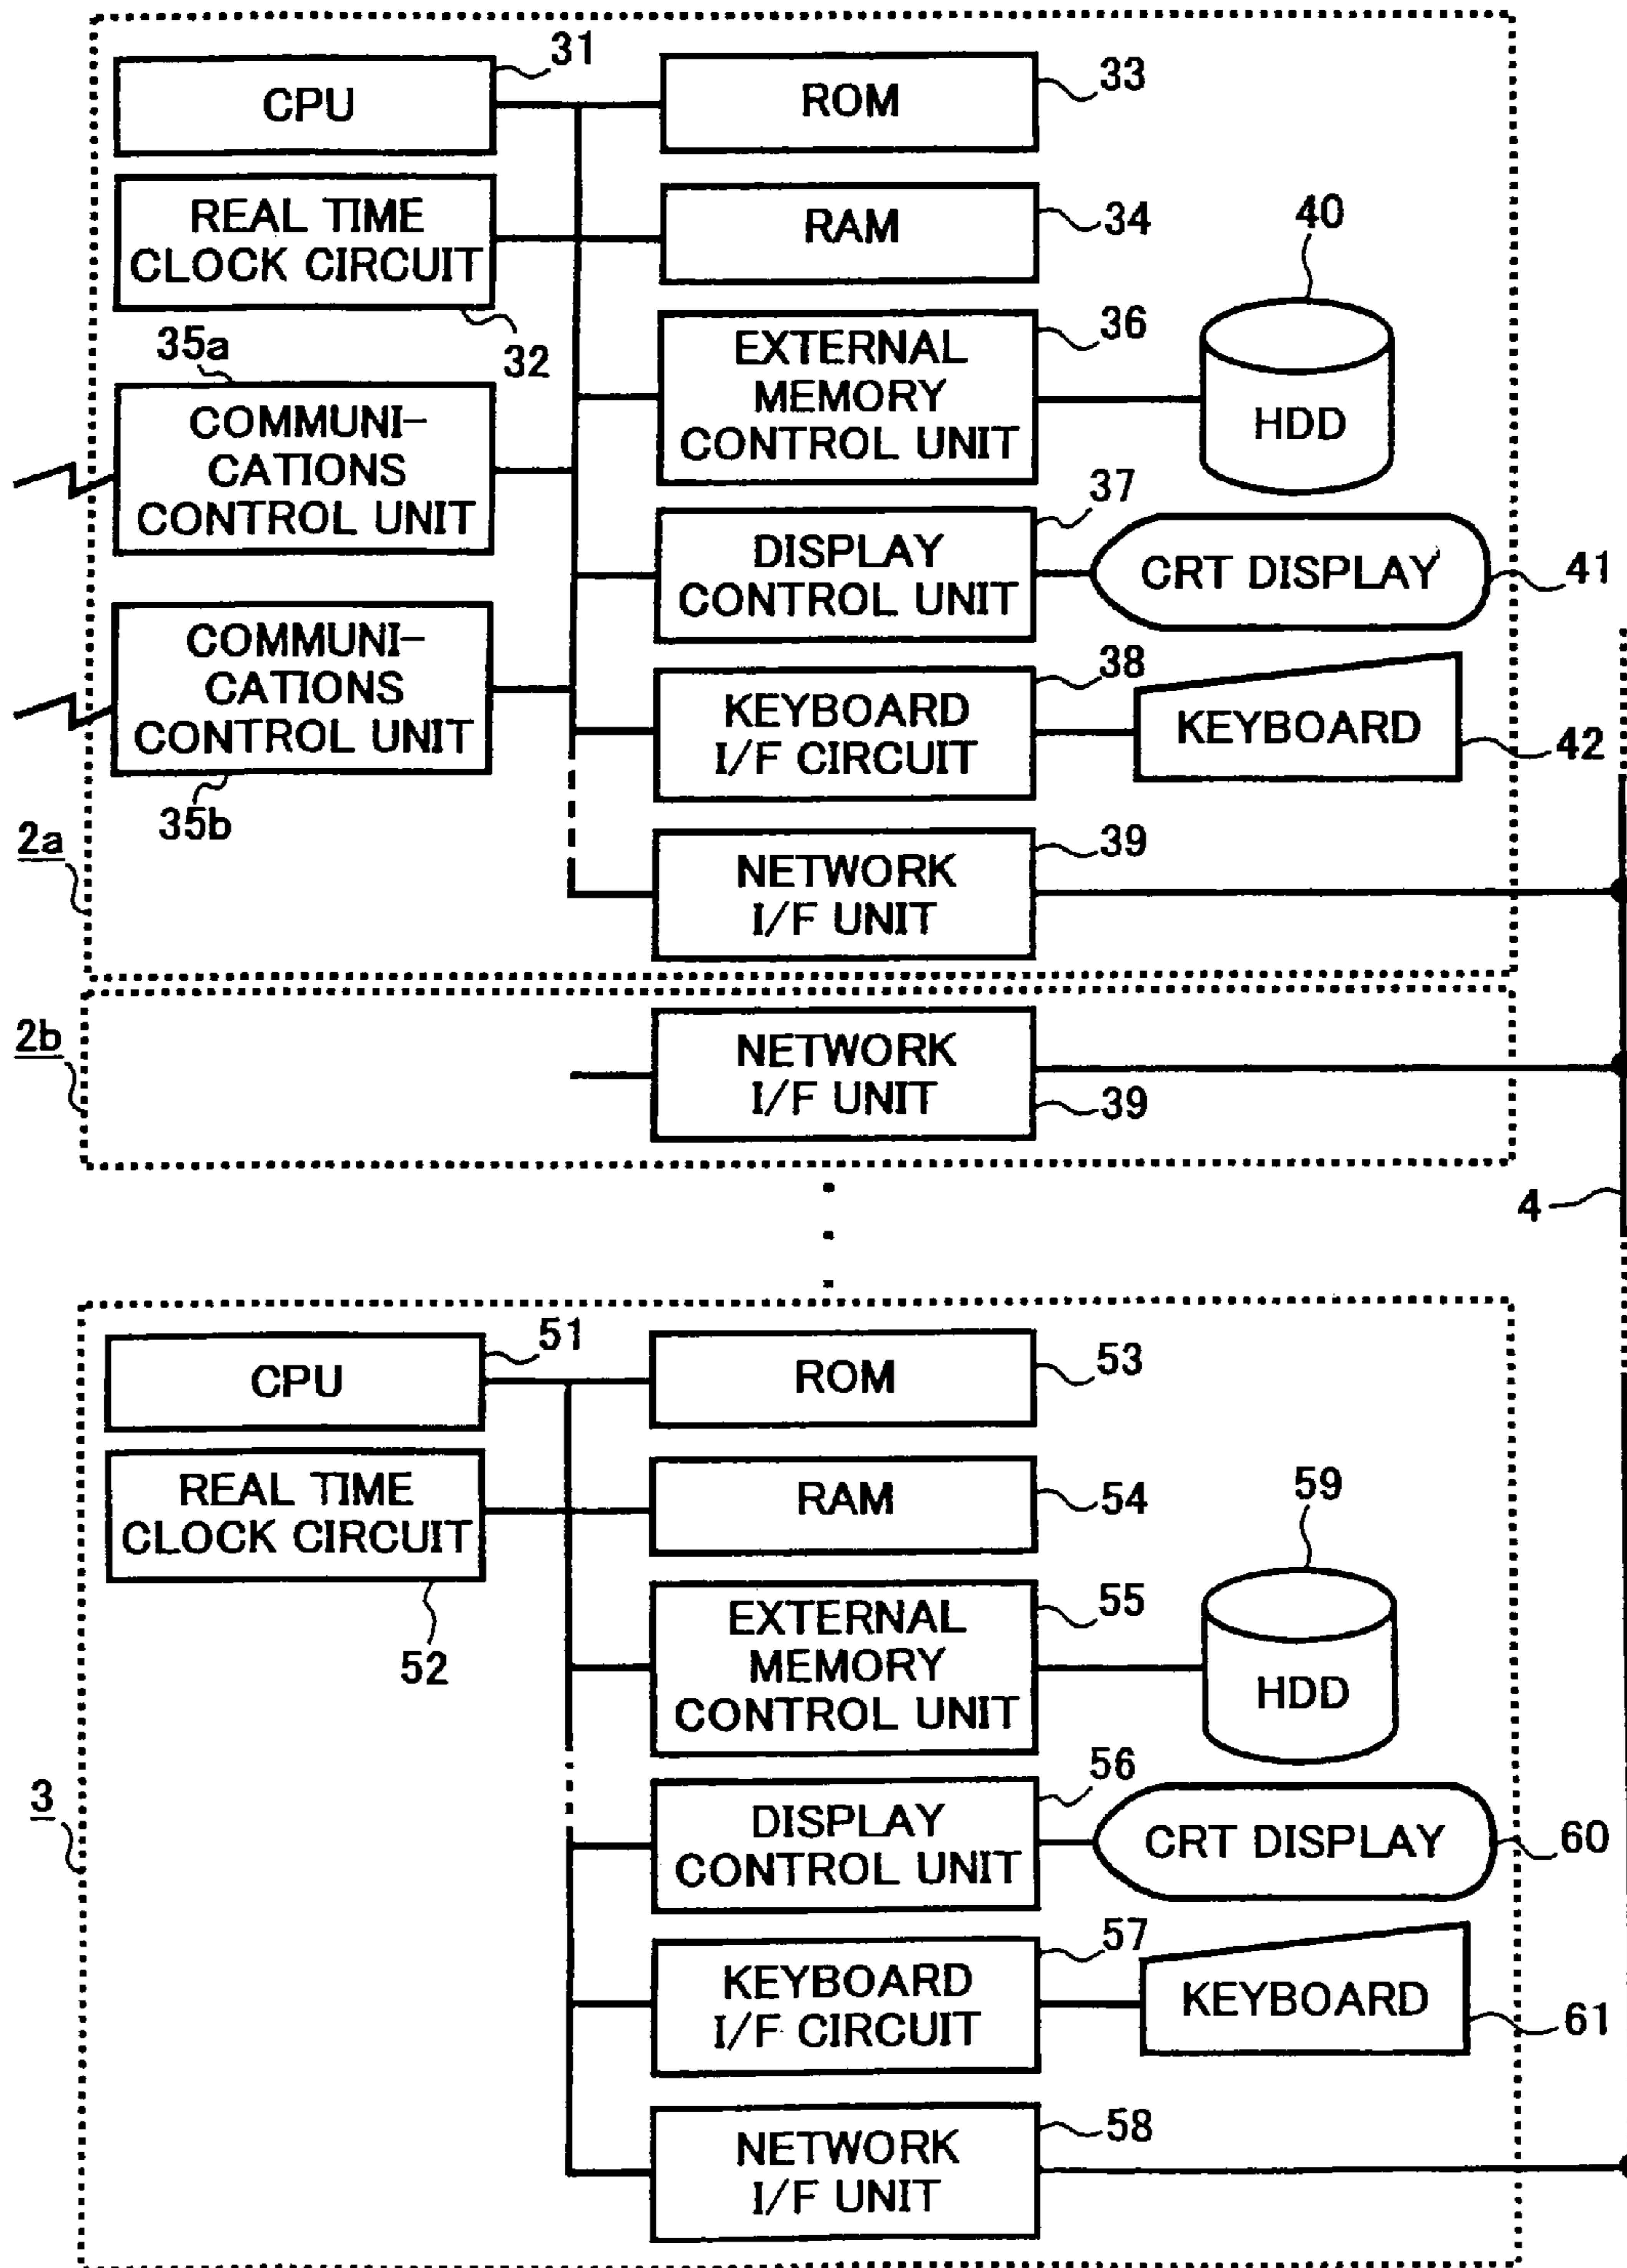 31
CPU
ROM
33
REAL TIME
CLOCK CIRCUIT
32
RAM
34
40
35a
COMMUNI-
CATIONS
CONTROL UNIT
EXTERNAL
MEMORY
CONTROL UNIT
36
HDD
37
DISPLAY
CONTROL UNIT
CRT DISPLAY
41
COMMUNI-
CATIONS
CONTROL UNIT
35b
38
KEYBOARD
I/F CIRCUIT
KEYBOARD
42
2a
39
NETWORK
I/F UNIT
2b
NETWORK
I/F UNIT
39
4
51
CPU
ROM
53
REAL TIME
CLOCK CIRCUIT
52
RAM
54
59
EXTERNAL
MEMORY
CONTROL UNIT
55
HDD
3
56
DISPLAY
CONTROL UNIT
CRT DISPLAY
60
57
KEYBOARD
I/F CIRCUIT
KEYBOARD
61
58
NETWORK
I/F UNIT